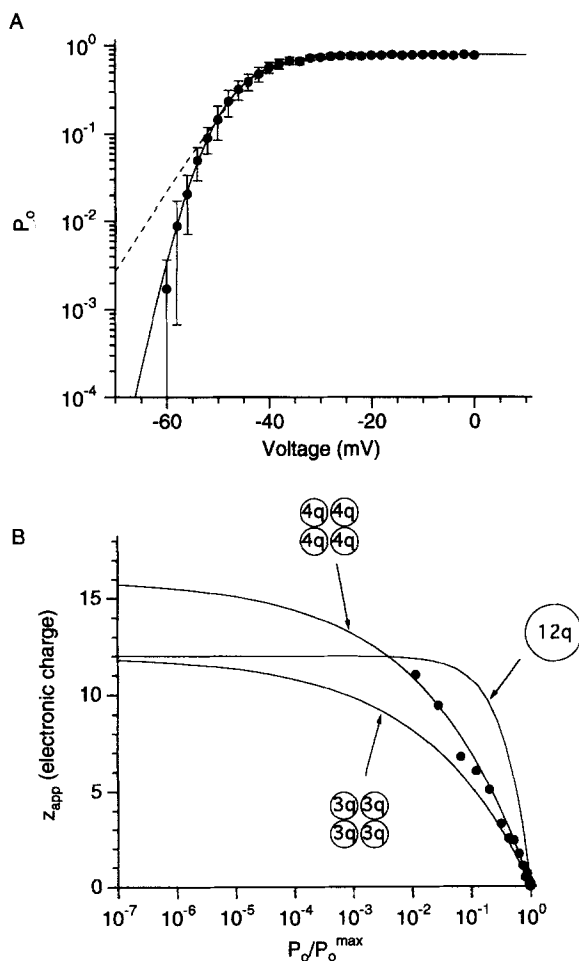 A
10^0
10^-1
P_o
10^-2
10^-3
10^-4
-60 -40 -20 0
Voltage (mV)
B
4q 4q
4q 4q
15
12q
z_app (electronic charge)
10
5
3q 3q
3q 3q
0
10^-7 10^-6 10^-5 10^-4 10^-3 10^-2 10^-1 10^0
P_o/P_o^max